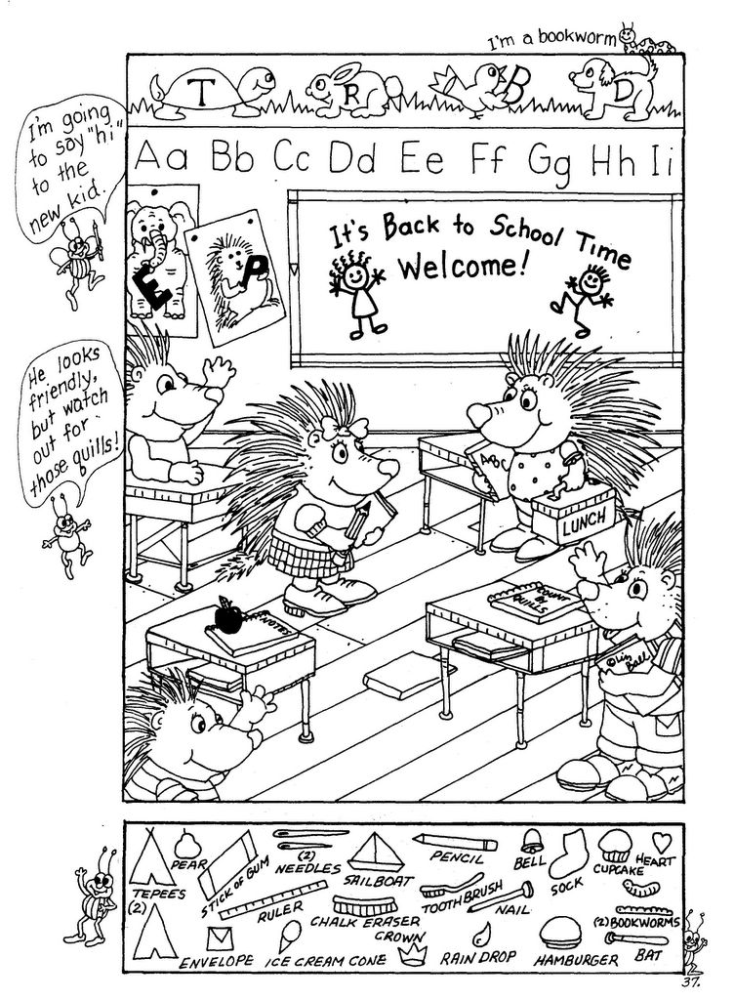 I'm a bookworm
T R B D
Aa Bb Cc Dd Ee Ff Gg Hh Ii
I'm going
to say "hi"
to the
new kid.
E
P
It's Back to School Time
Welcome!
He looks
friendly,
but watch
out for
those quills!
ABC
LUNCH
COUNT
by
QUILLS
NOTES
©Liz
Ball
TEPEES
(2)
PEAR
STICK OF GUM
(2)
NEEDLES
SAILBOAT
PENCIL
BELL
SOCK
CUPCAKE
HEART
RULER
CHALK ERASER
TOOTHBRUSH
NAIL
(2) BOOKWORMS
ENVELOPE
ICE CREAM CONE
CROWN
RAIN DROP
HAMBURGER
BAT
37.